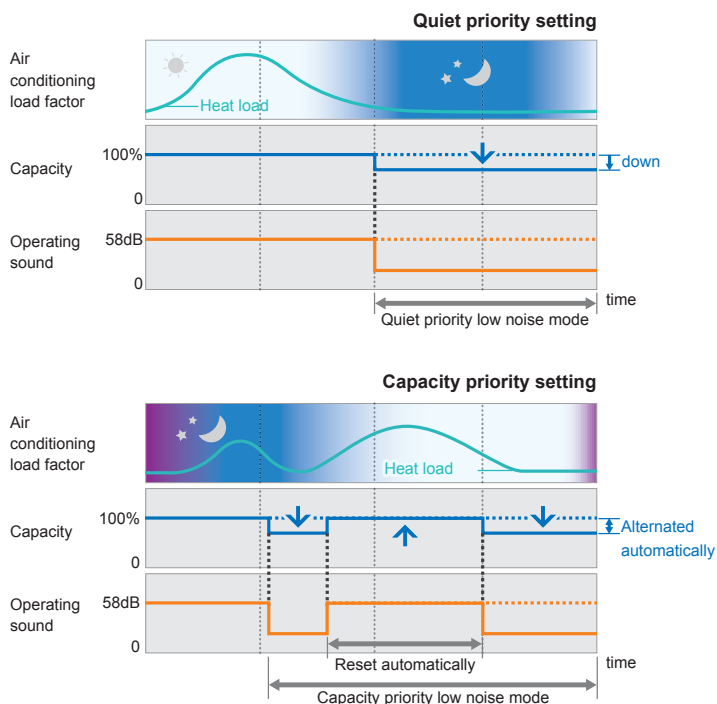 Quiet priority setting
Air
conditioning
load factor
Heat load
Capacity
100%
0
down
Operating
sound
58dB
0
time
Quiet priority low noise mode
Capacity priority setting
Air
conditioning
load factor
Heat load
Capacity
100%
0
Alternated
automatically
Operating
sound
58dB
0
Reset automatically
time
Capacity priority low noise mode